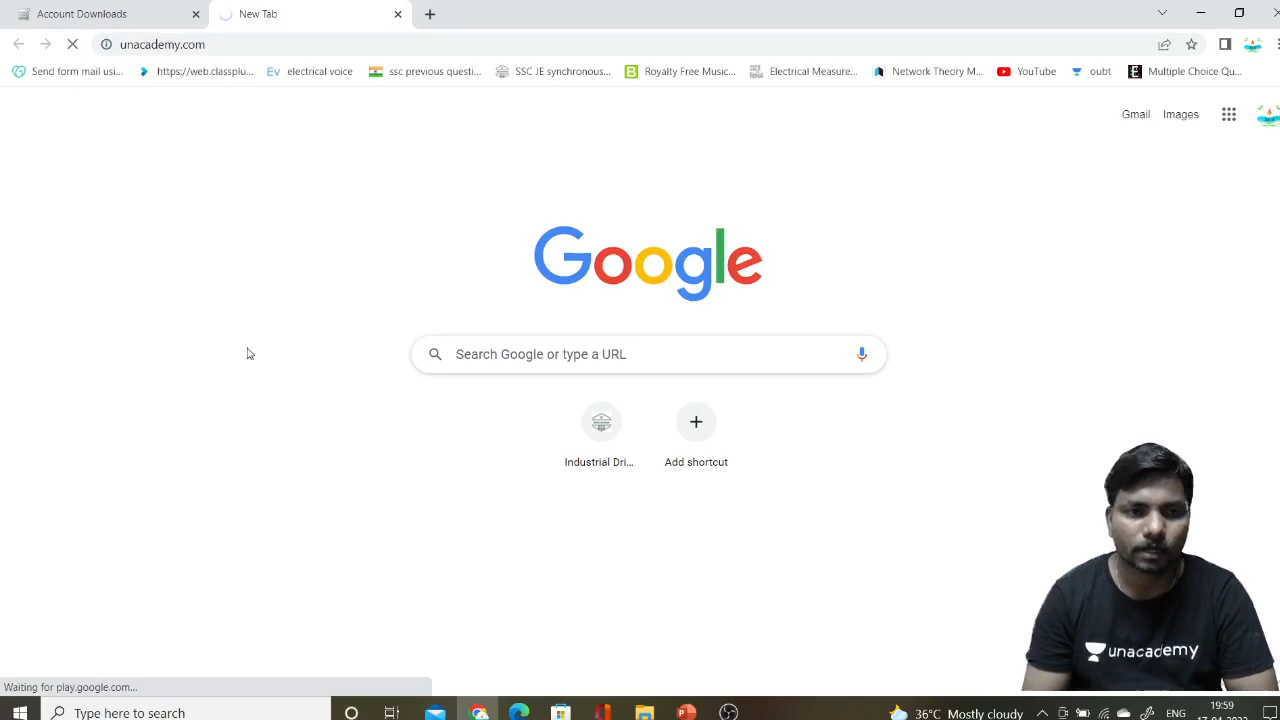 Account Downloads
New Tab
unacademy.com
Send form mail usi...
https://web.classplu...
Ev electrical voice
ssc previous questi...
SSC JE synchronous...
B Royalty Free Music...
Electrical Measure...
Network Theory M...
YouTube
oubt
E Multiple Choice Qu...
Gmail
Images
Google
Search Google or type a URL
Industrial Dri...
Add shortcut
unacademy
Waiting for play.google.com...
Type here to search
36°C Mostly cloudy
ENG
19:59